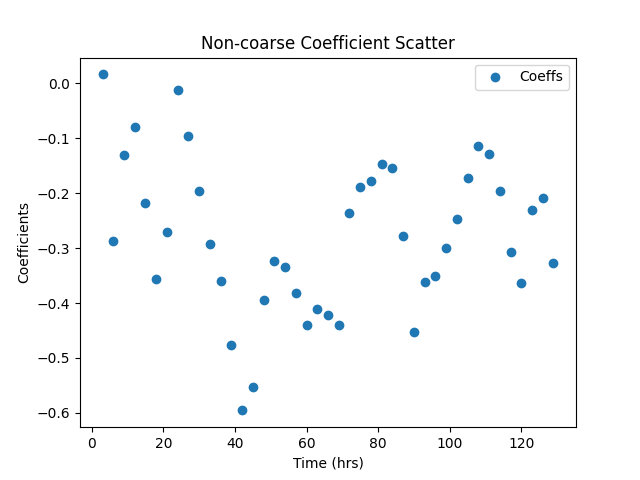 Non-coarse Coefficient Scatter
Coeffs
0.0
−0.1
−0.2
−0.3
−0.4
−0.5
−0.6
Coefficients
0 20 40 60 80 100 120
Time (hrs)